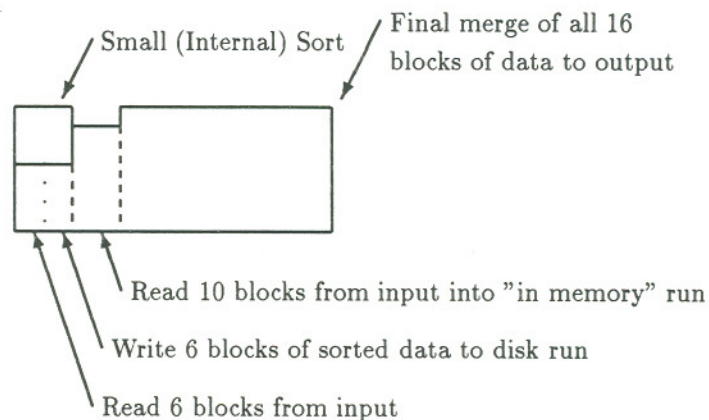 Small (Internal) Sort
Final merge of all 16
blocks of data to output
Read 10 blocks from input into "in memory" run
Write 6 blocks of sorted data to disk run
Read 6 blocks from input